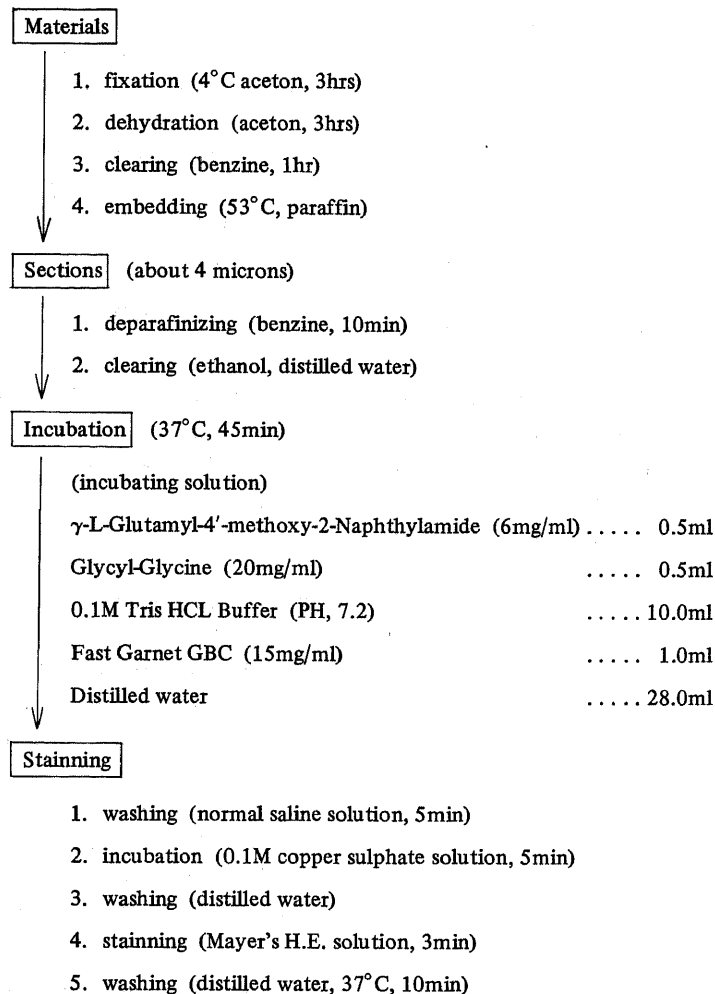 Materials
1. fixation (4°C aceton, 3hrs)
2. dehydration (aceton, 3hrs)
3. clearing (benzine, 1hr)
4. embedding (53°C, paraffin)
Sections (about 4 microns)
1. deparafinizing (benzine, 10min)
2. clearing (ethanol, distilled water)
Incubation (37°C, 45min)
(incubating solution)
γ-L-Glutamyl-4′-methoxy-2-Naphthylamide (6mg/ml) ..... 0.5ml
Glycyl-Glycine (20mg/ml) ..... 0.5ml
0.1M Tris HCL Buffer (PH, 7.2) ..... 10.0ml
Fast Garnet GBC (15mg/ml) ..... 1.0ml
Distilled water ..... 28.0ml
Stainning
1. washing (normal saline solution, 5min)
2. incubation (0.1M copper sulphate solution, 5min)
3. washing (distilled water)
4. stainning (Mayer's H.E. solution, 3min)
5. washing (distilled water, 37°C, 10min)